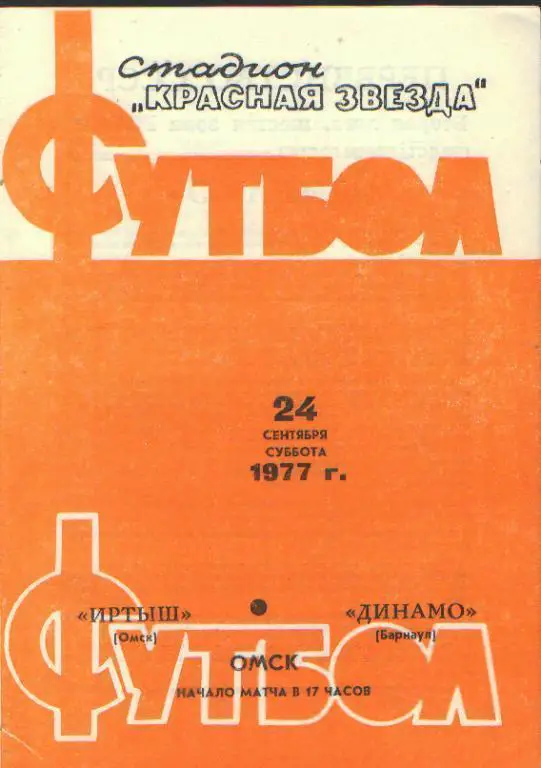 Стадион
„КРАСНАЯ ЗВЕЗДА"
ФУТБОЛ
24
СЕНТЯБРЯ
СУББОТА
1977 г.
«ИРТЫШ» ● «ДИНАМО»
(Омск) (Барнаул)
ОМСК
НАЧАЛО МАТЧА В 17 ЧАСОВ
ФУТБОЛ